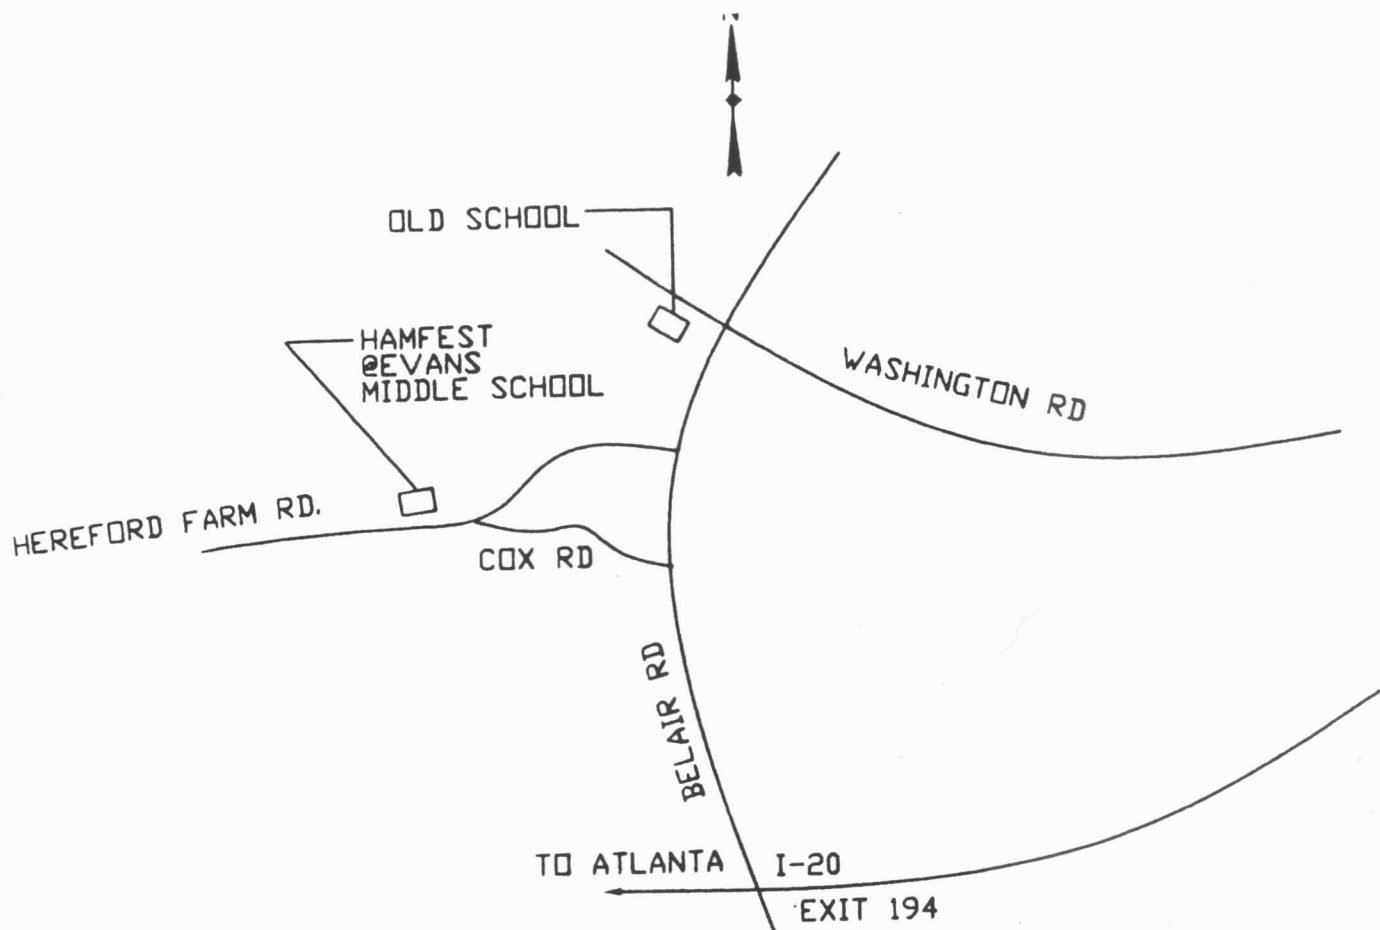 N
OLD SCHOOL
HAMFEST
@EVANS
MIDDLE SCHOOL
WASHINGTON RD
HEREFORD FARM RD.
COX RD
BELAIR RD
TO ATLANTA I-20
EXIT 194